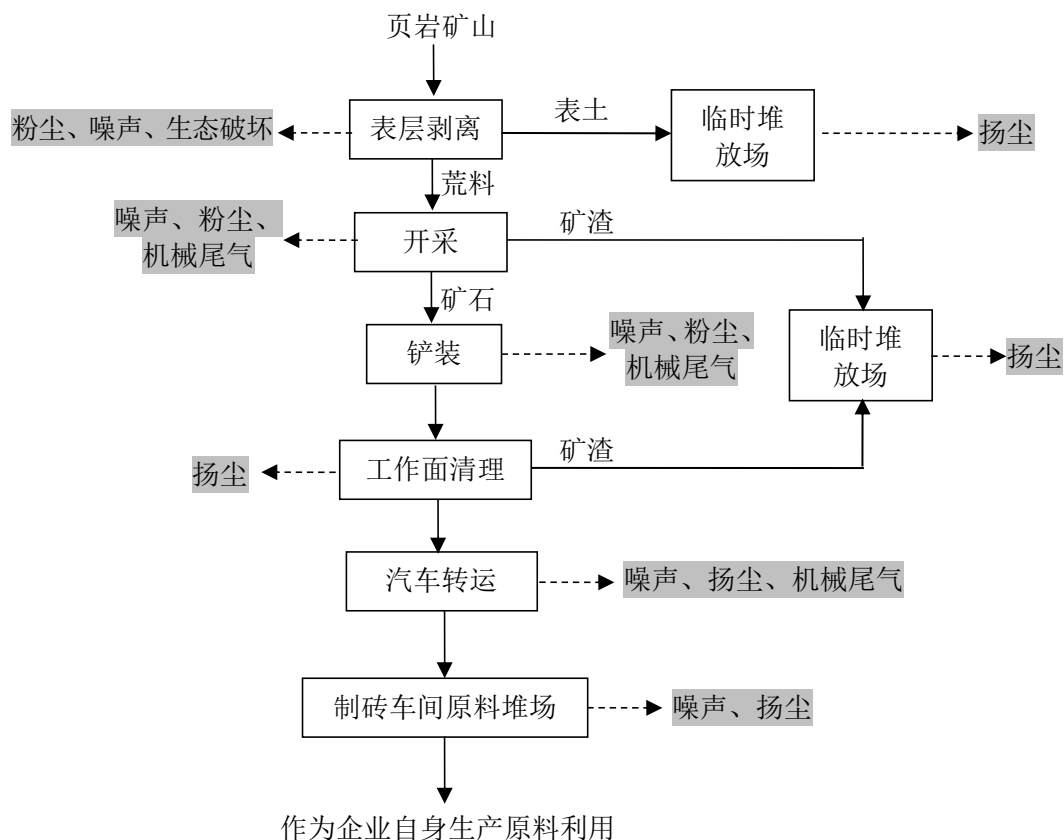 页岩矿山
粉尘、噪声、生态破坏
表层剥离
表土
临时堆
放场
扬尘
荒料
噪声、粉尘、
机械尾气
开采
矿渣
矿石
铲装
噪声、粉尘、
机械尾气
临时堆
放场
扬尘
扬尘
工作面清理
矿渣
汽车转运
噪声、扬尘、机械尾气
制砖车间原料堆场
噪声、扬尘
作为企业自身生产原料利用